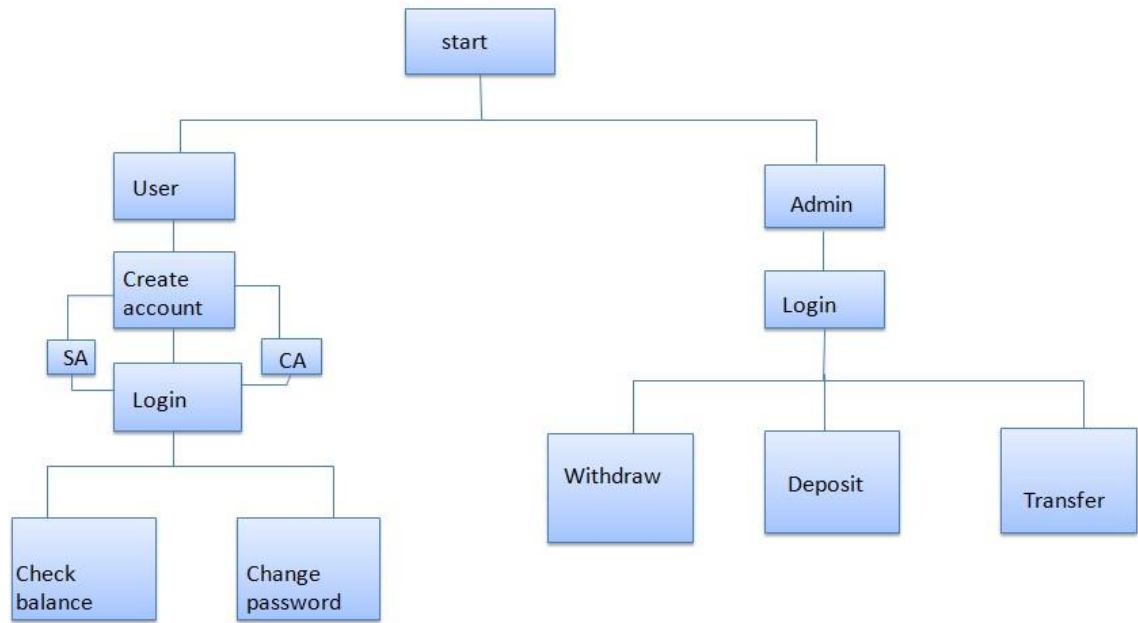 start
User
Admin
Create
account
Login
SA
CA
Login
Withdraw
Deposit
Transfer
Check
balance
Change
password